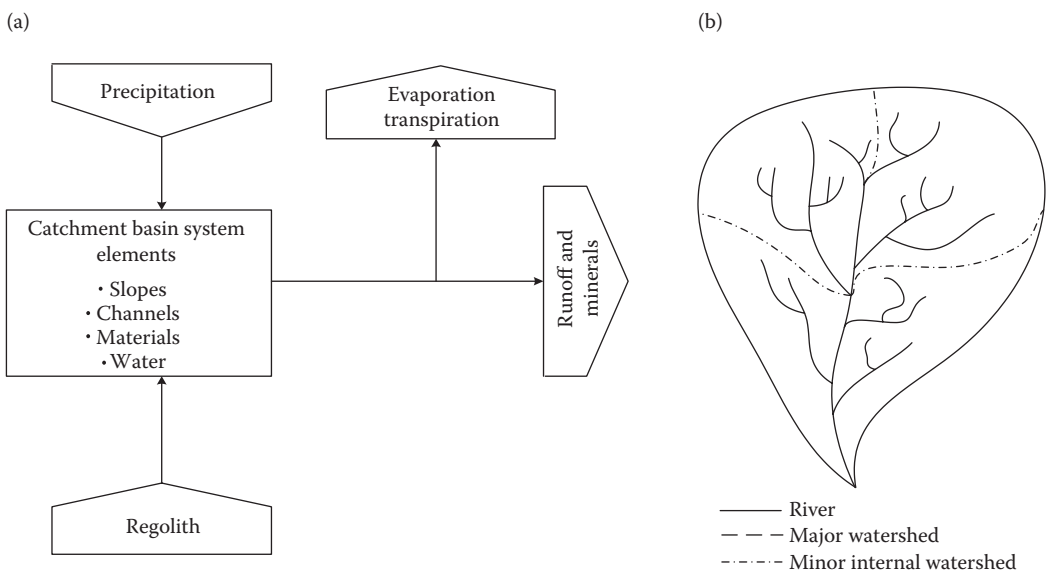 (a)
Precipitation
Evaporation
transpiration
Catchment basin system
elements
• Slopes
• Channels
• Materials
• Water
Runoff and
minerals
Regolith
(b)
River
Major watershed
Minor internal watershed